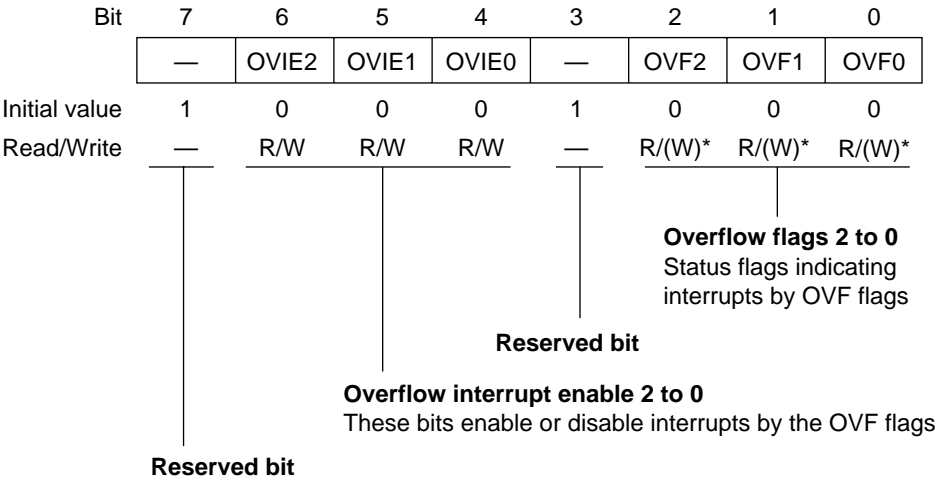 Bit 7 6 5 4 3 2 1 0
— OVIE2 OVIE1 OVIE0 — OVF2 OVF1 OVF0
Initial value 1 0 0 0 1 0 0 0
Read/Write — R/W R/W R/W — R/(W)* R/(W)* R/(W)*
Overflow flags 2 to 0
Status flags indicating
interrupts by OVF flags
Reserved bit
Overflow interrupt enable 2 to 0
These bits enable or disable interrupts by the OVF flags
Reserved bit